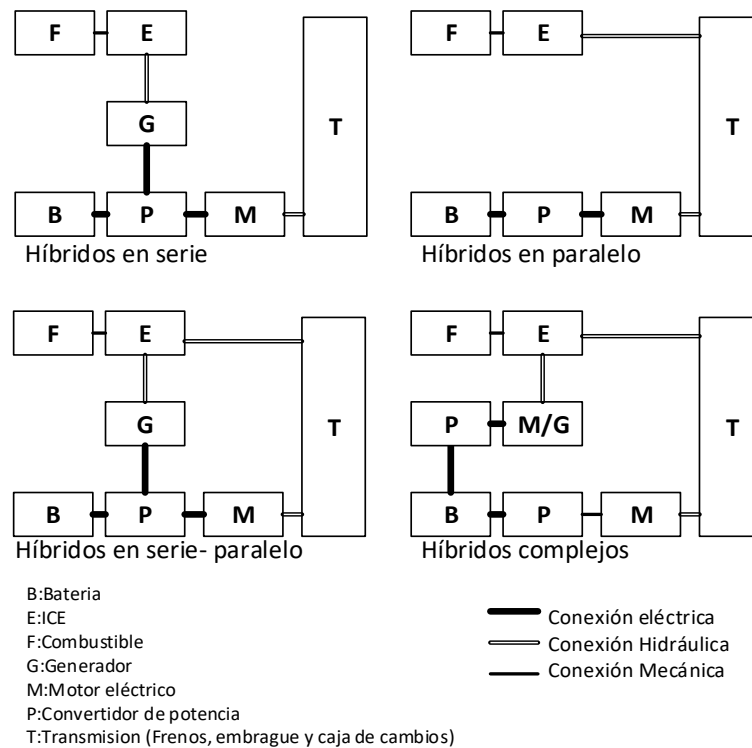 F E T F E T
G
B P M B P M
Híbridos en serie Híbridos en paralelo
F E T F E T
G P M/G
B P M B P M
Híbridos en serie- paralelo Híbridos complejos
B:Bateria
E:ICE
F:Combustible
G:Generador
M:Motor eléctrico
P:Convertidor de potencia
T:Transmision (Frenos, embrague y caja de cambios)
Conexión eléctrica
Conexión Hidráulica
Conexión Mecánica